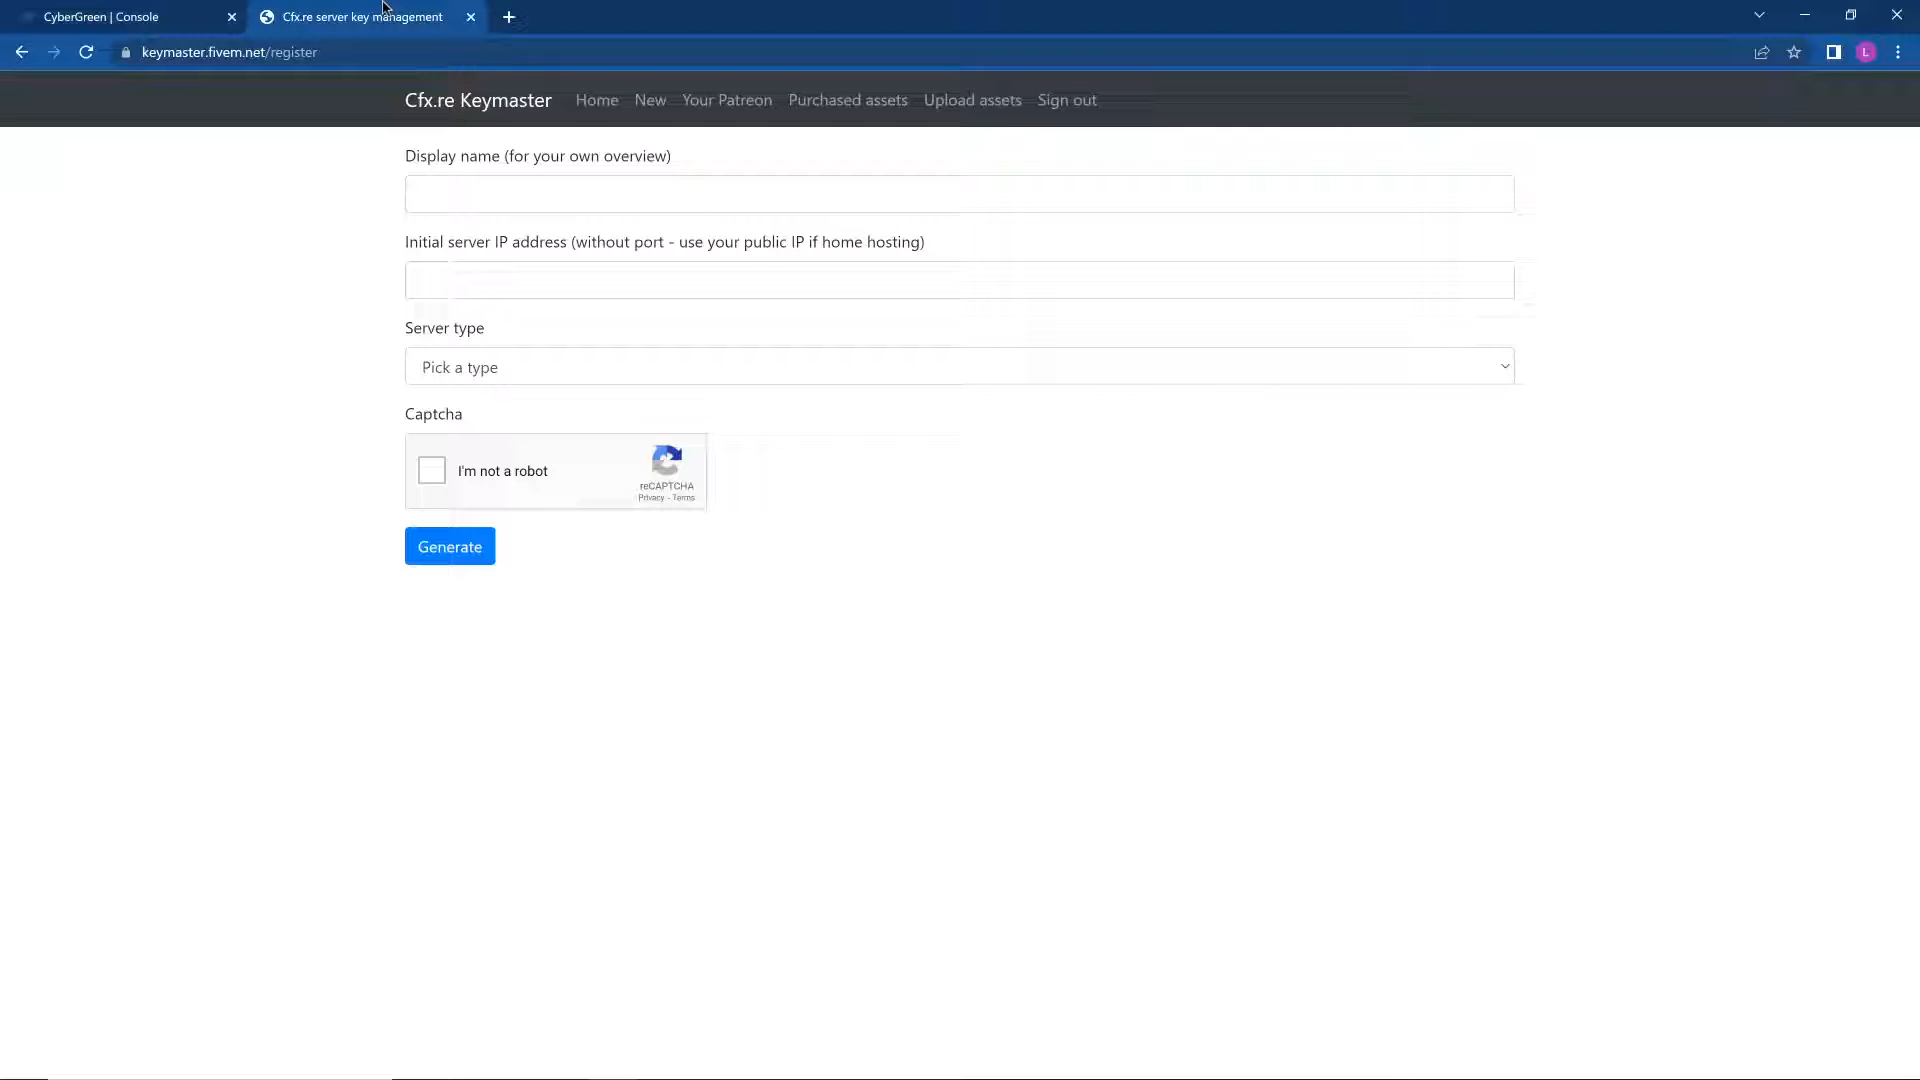 CyberGreen | Console
Cfx.re server key management
keymaster.fivem.net/register
L
Cfx.re Keymaster Home New Your Patreon Purchased assets Upload assets Sign out
Display name (for your own overview)
Initial server IP address (without port - use your public IP if home hosting)
Server type
Pick a type
Captcha
I'm not a robot
reCAPTCHA
Privacy - Terms
Generate